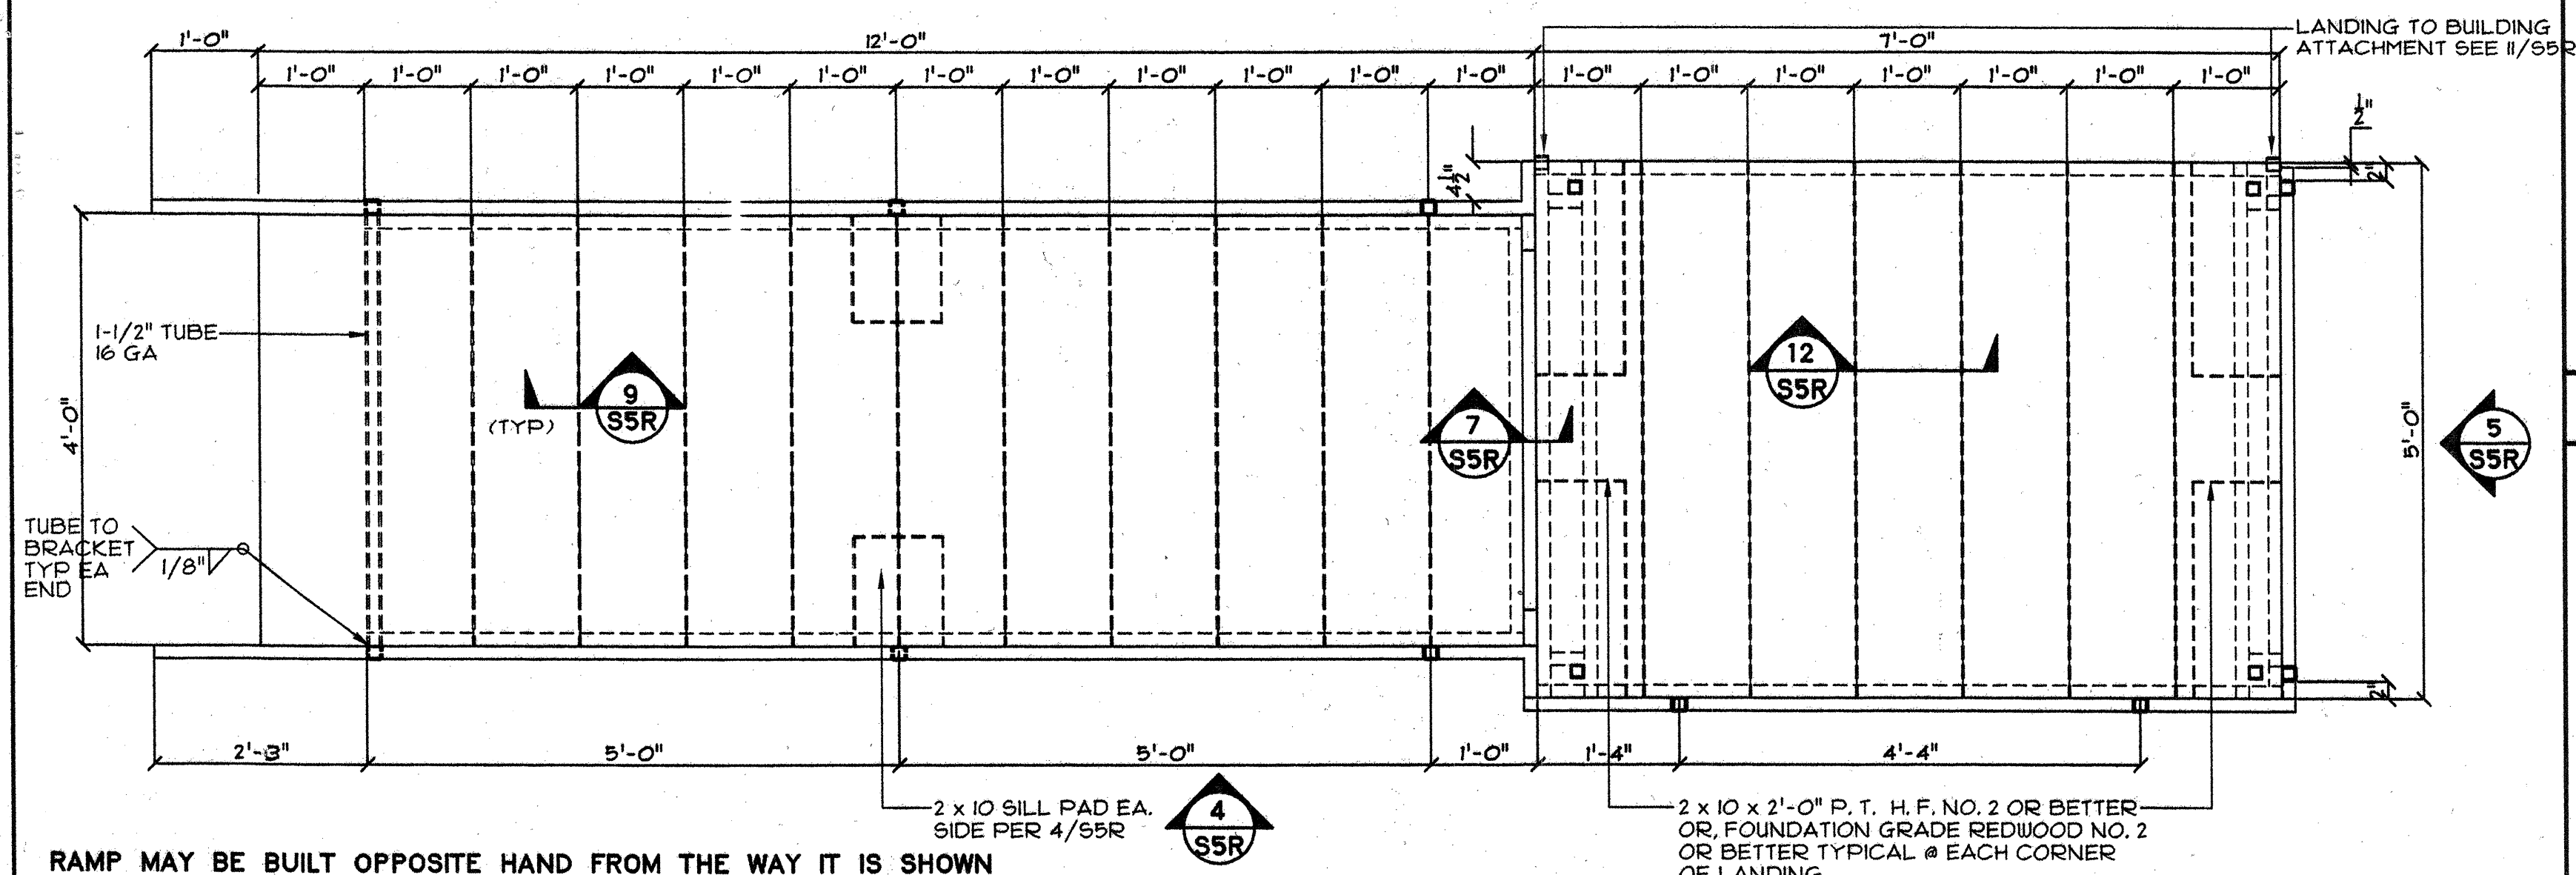 1'-0"
12'-0"
7'-0"
LANDING TO BUILDING
ATTACHMENT SEE 11/S5R
1'-0" 1'-0" 1'-0" 1'-0" 1'-0" 1'-0" 1'-0" 1'-0" 1'-0" 1'-0" 1'-0" 1'-0" 1'-0" 1'-0" 1'-0" 1'-0" 1'-0" 1'-0" 1'-0"
1/2"
2"
4 1/2"
1-1/2" TUBE
16 GA
4'-0"
9
S5R
(TYP)
7
S5R
12
S5R
5'-0"
5
S5R
TUBE TO
BRACKET
TYP EA
END
1/8"
2"
2'-3"
5'-0"
5'-0"
1'-0"
1'-4"
4'-4"
2 x 10 SILL PAD EA.
SIDE PER 4/S5R
4
S5R
2 x 10 x 2'-0" P. T. H. F. NO. 2 OR BETTER
OR, FOUNDATION GRADE REDWOOD NO. 2
OR BETTER TYPICAL @ EACH CORNER
OF LANDING
RAMP MAY BE BUILT OPPOSITE HAND FROM THE WAY IT IS SHOWN